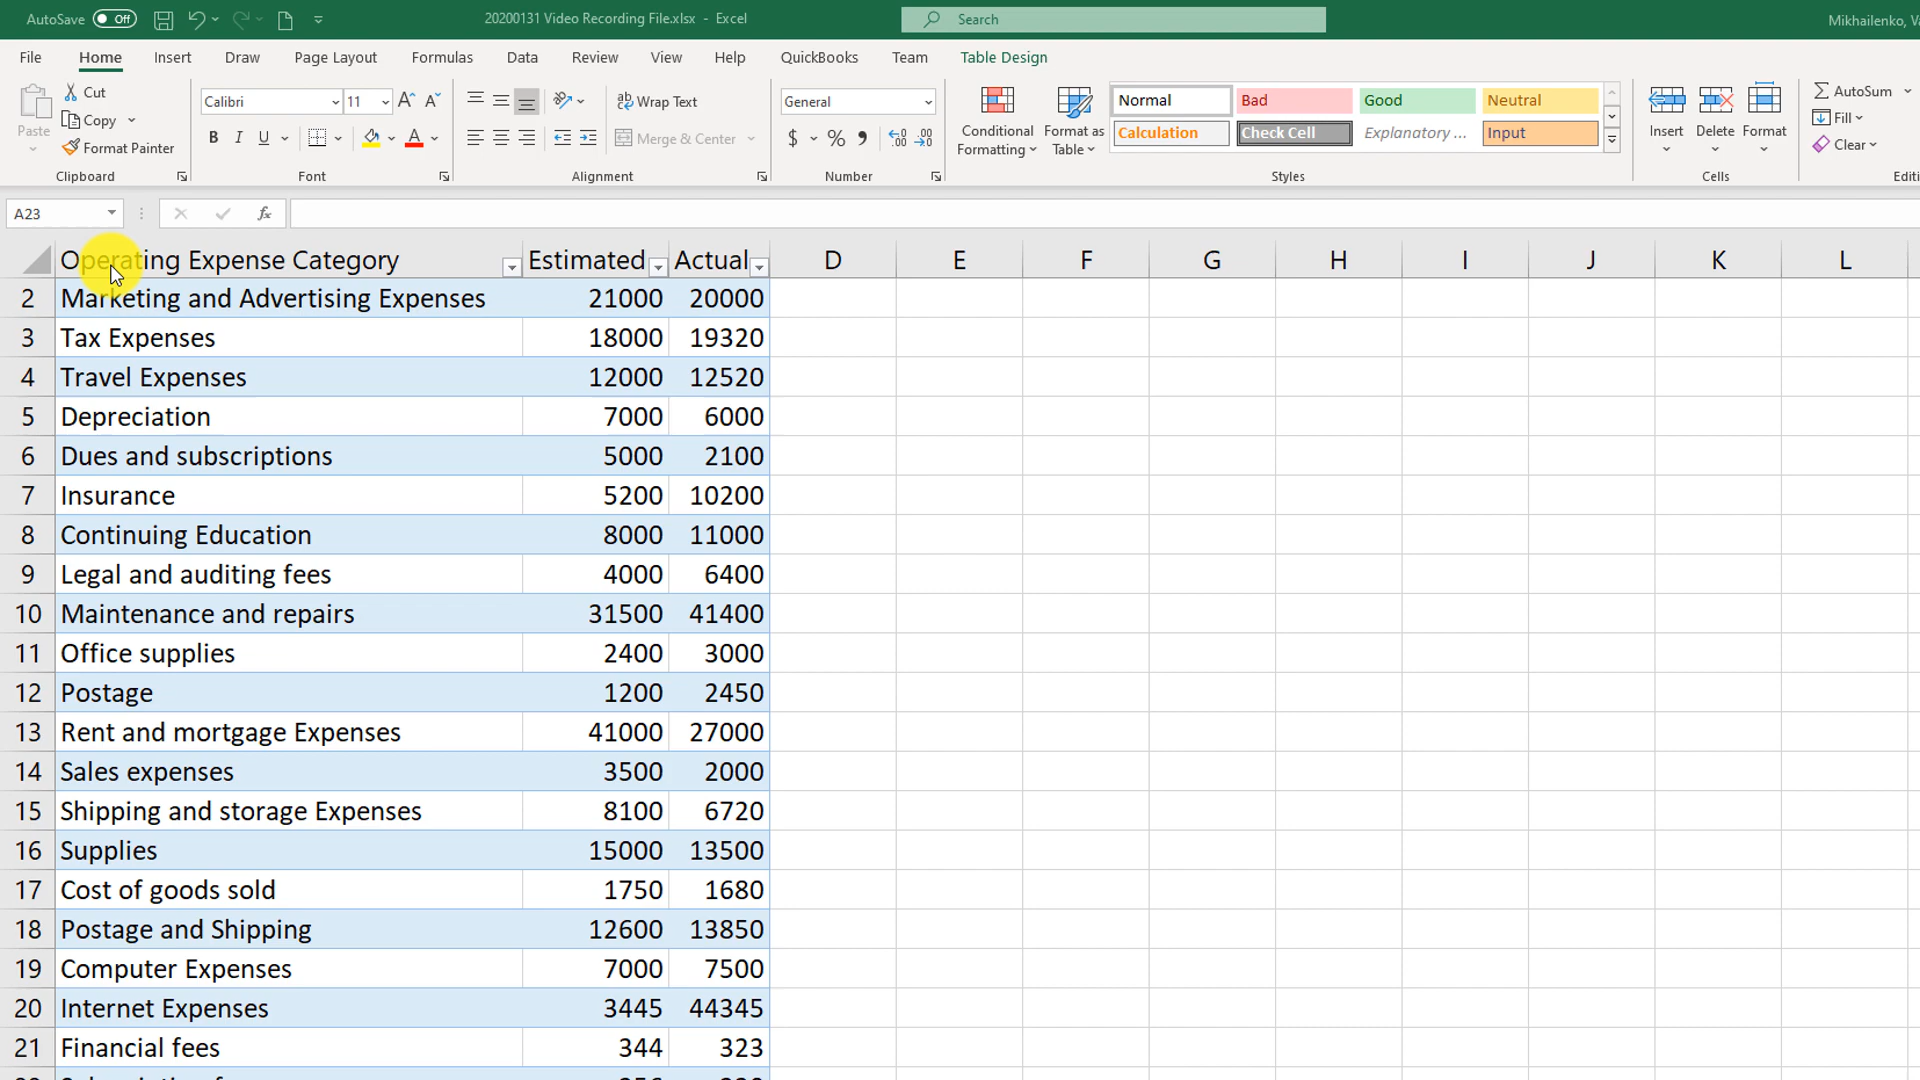 AutoSave Off 20200131 Video Recording File.xlsx - Excel Search Mikhailenko, Va
File Home Insert Draw Page Layout Formulas Data Review View Help QuickBooks Team Table Design
Paste Cut Copy Format Painter
Clipboard
Calibri 11
B I U
Font
Wrap Text
Merge & Center
Alignment
General
$ % ,
Number
Conditional Formatting
Format as Table
Normal Bad Good Neutral
Calculation Check Cell Explanatory ... Input
Styles
Insert Delete Format
Cells
AutoSum
Fill
Clear
Editi
A23 fx
Operating Expense Category Estimated Actual D E F G H I J K L
2 Marketing and Advertising Expenses 21000 20000
3 Tax Expenses 18000 19320
4 Travel Expenses 12000 12520
5 Depreciation 7000 6000
6 Dues and subscriptions 5000 2100
7 Insurance 5200 10200
8 Continuing Education 8000 11000
9 Legal and auditing fees 4000 6400
10 Maintenance and repairs 31500 41400
11 Office supplies 2400 3000
12 Postage 1200 2450
13 Rent and mortgage Expenses 41000 27000
14 Sales expenses 3500 2000
15 Shipping and storage Expenses 8100 6720
16 Supplies 15000 13500
17 Cost of goods sold 1750 1680
18 Postage and Shipping 12600 13850
19 Computer Expenses 7000 7500
20 Internet Expenses 3445 44345
21 Financial fees 344 323